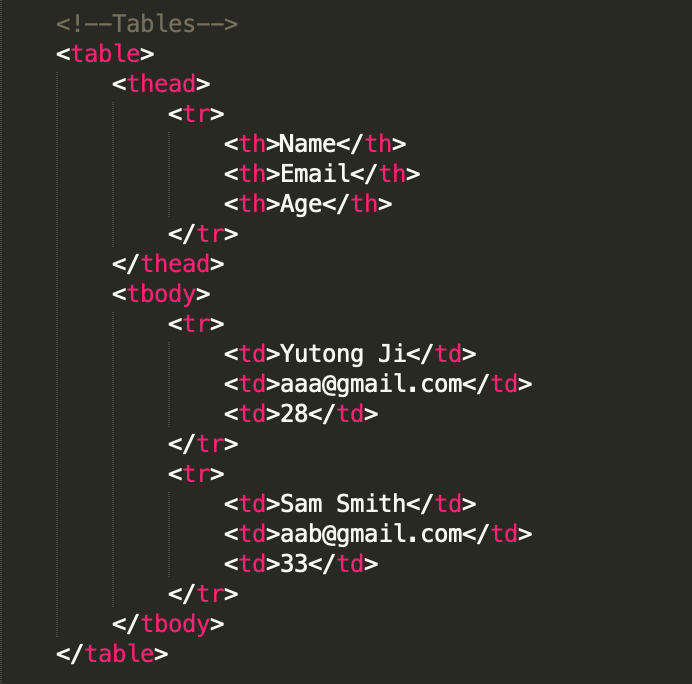 <!--Tables-->
<table>
<thead>
<tr>
<th>Name</th>
<th>Email</th>
<th>Age</th>
</tr>
</thead>
<tbody>
<tr>
<td>Yutong Ji</td>
<td>aaa@gmail.com</td>
<td>28</td>
</tr>
<tr>
<td>Sam Smith</td>
<td>aab@gmail.com</td>
<td>33</td>
</tr>
</tbody>
</table>